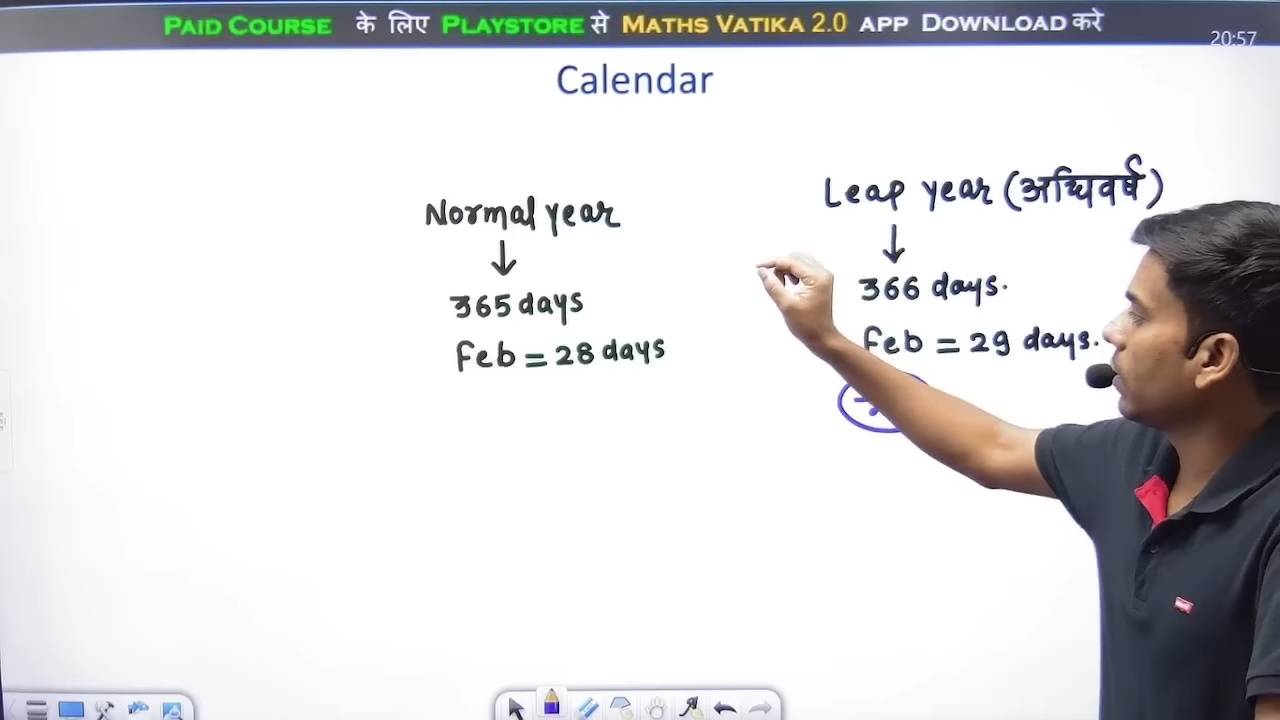 PAID COURSE के लिए PLAYSTORE से MATHS VATIKA 2.0 APP DOWNLOAD करे
20:57
Calendar
Normal year
↓
365 days
Feb = 28 days
Leap year (अधिवर्ष)
↓
366 days.
Feb = 29 days.